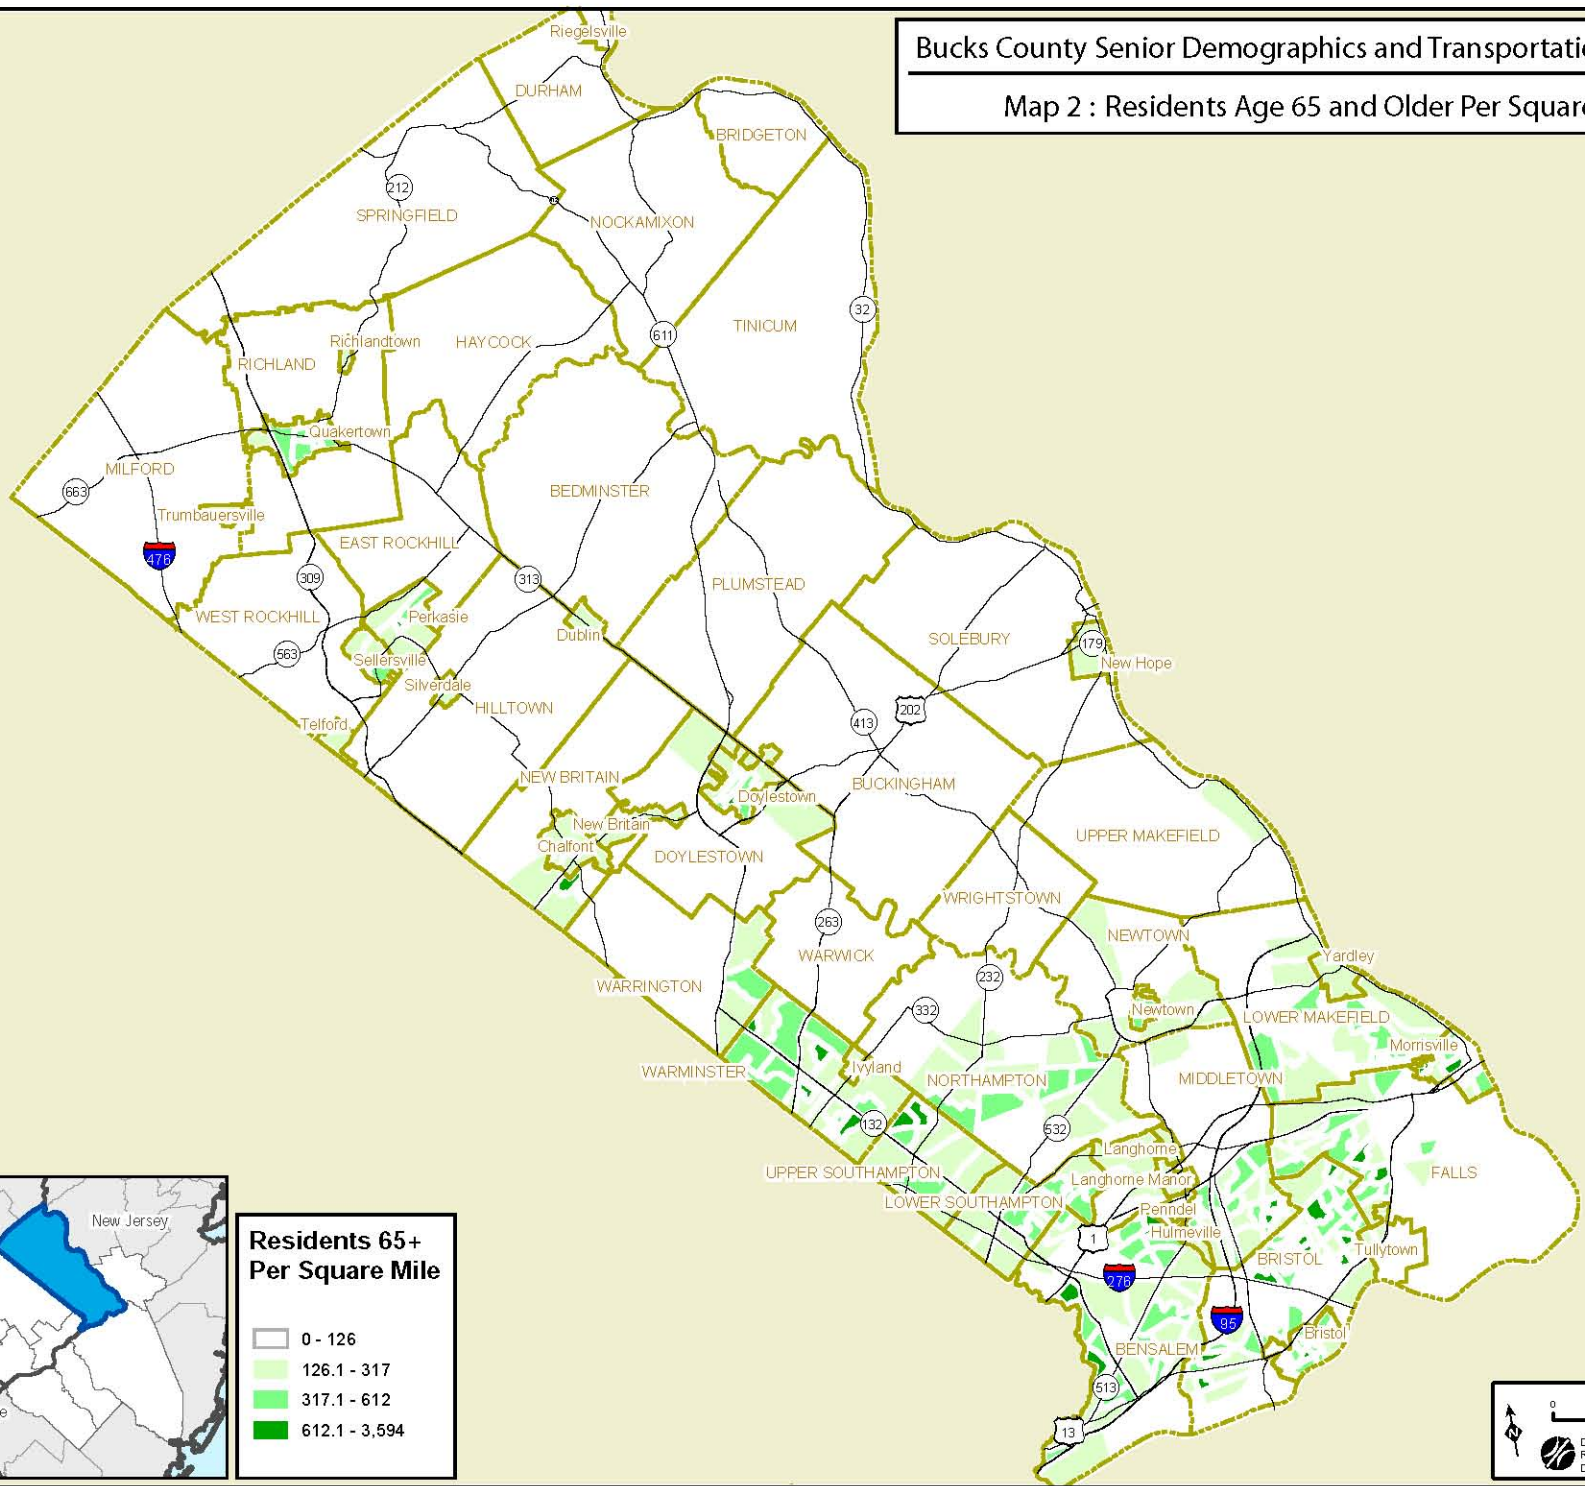 Bucks County Senior Demographics and Transportatio
Map 2 : Residents Age 65 and Older Per Square
Riegelsville
DURHAM
BRIDGETON
212
SPRINGFIELD
NOCKAMIXON
32
TINICUM
611
Richlandtown
HAYCOCK
RICHLAND
Quakertown
MILFORD
663
BEDMINSTER
Trumbauersville
476
EAST ROCKHILL
309
313
PLUMSTEAD
WEST ROCKHILL
Perkasie
Dublin
SOLEBURY
179
563
Sellersville
New Hope
Silverdale
HILLTOWN
202
413
Telford
NEW BRITAIN
BUCKINGHAM
Doylestown
New Britain
Chalfont
DOYLESTOWN
UPPER MAKEFIELD
WRIGHTSTOWN
263
NEWTOWN
WARWICK
Yardley
232
WARRINGTON
332
Newtown
LOWER MAKEFIELD
Morrisville
WARMINSTER
Ivyland
NORTHAMPTON
MIDDLETOWN
132
532
Langhorne
UPPER SOUTHAMPTON
Langhorne Manor
FALLS
LOWER SOUTHAMPTON
Penndel
Hulmeville
1
Tullytown
BRISTOL
276
95
Bristol
BENSALEM
513
13
New Jersey
e
Residents 65+
Per Square Mile
0 - 126
126.1 - 317
317.1 - 612
612.1 - 3,594
N
0
D
R
D